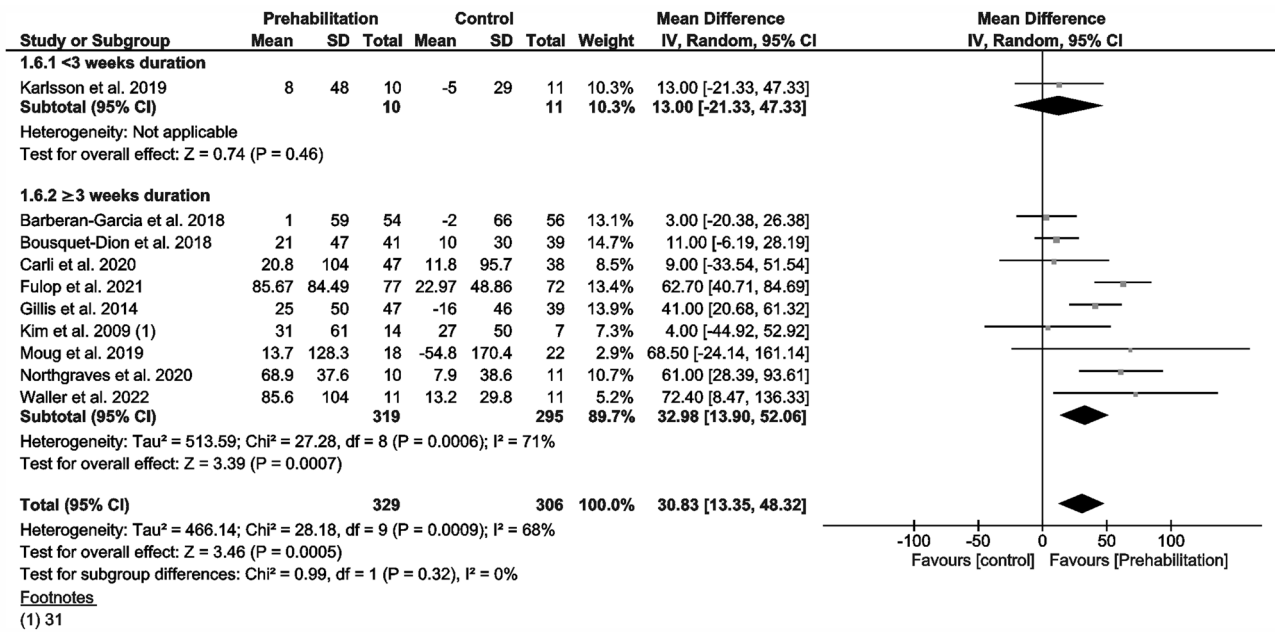 Prehabilitation Control Mean Difference Mean Difference
Study or Subgroup Mean SD Total Mean SD Total Weight IV, Random, 95% CI IV, Random, 95% CI
1.6.1 <3 weeks duration
Karlsson et al. 2019 8 48 10 -5 29 11 10.3% 13.00 [-21.33, 47.33]
Subtotal (95% CI) 10 11 10.3% 13.00 [-21.33, 47.33]
Heterogeneity: Not applicable
Test for overall effect: Z = 0.74 (P = 0.46)
1.6.2 ≥3 weeks duration
Barberan-Garcia et al. 2018 1 59 54 -2 66 56 13.1% 3.00 [-20.38, 26.38]
Bousquet-Dion et al. 2018 21 47 41 10 30 39 14.7% 11.00 [-6.19, 28.19]
Carli et al. 2020 20.8 104 47 11.8 95.7 38 8.5% 9.00 [-33.54, 51.54]
Fulop et al. 2021 85.67 84.49 77 22.97 48.86 72 13.4% 62.70 [40.71, 84.69]
Gillis et al. 2014 25 50 47 -16 46 39 13.9% 41.00 [20.68, 61.32]
Kim et al. 2009 (1) 31 61 14 27 50 7 7.3% 4.00 [-44.92, 52.92]
Moug et al. 2019 13.7 128.3 18 -54.8 170.4 22 2.9% 68.50 [-24.14, 161.14]
Northgraves et al. 2020 68.9 37.6 10 7.9 38.6 11 10.7% 61.00 [28.39, 93.61]
Waller et al. 2022 85.6 104 11 13.2 29.8 11 5.2% 72.40 [8.47, 136.33]
Subtotal (95% CI) 319 295 89.7% 32.98 [13.90, 52.06]
Heterogeneity: Tau² = 513.59; Chi² = 27.28, df = 8 (P = 0.0006); I² = 71%
Test for overall effect: Z = 3.39 (P = 0.0007)
Total (95% CI) 329 306 100.0% 30.83 [13.35, 48.32]
Heterogeneity: Tau² = 466.14; Chi² = 28.18, df = 9 (P = 0.0009); I² = 68%
Test for overall effect: Z = 3.46 (P = 0.0005)
Test for subgroup differences: Chi² = 0.99, df = 1 (P = 0.32), I² = 0%
-100 -50 0 50 100
Favours [control] Favours [Prehabilitation]
Footnotes
(1) 31